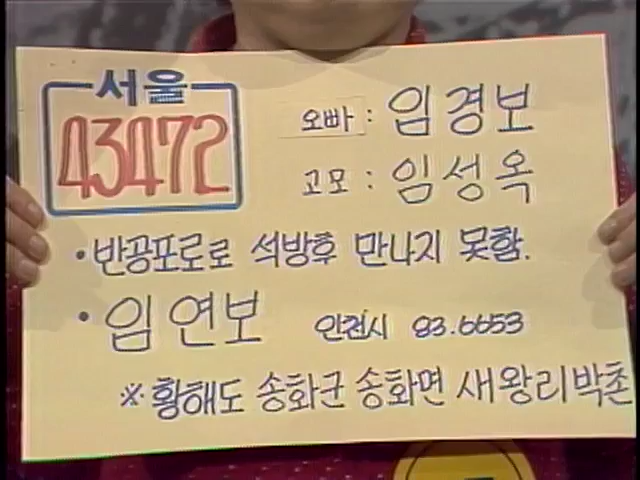 서울
43472
오빠 : 임경보
고모 : 임성옥
• 반공포로로 석방후 만나지 못함.
• 임연보 인천시 83.6653
※ 황해도 송화군 송화면 새왕리박촌